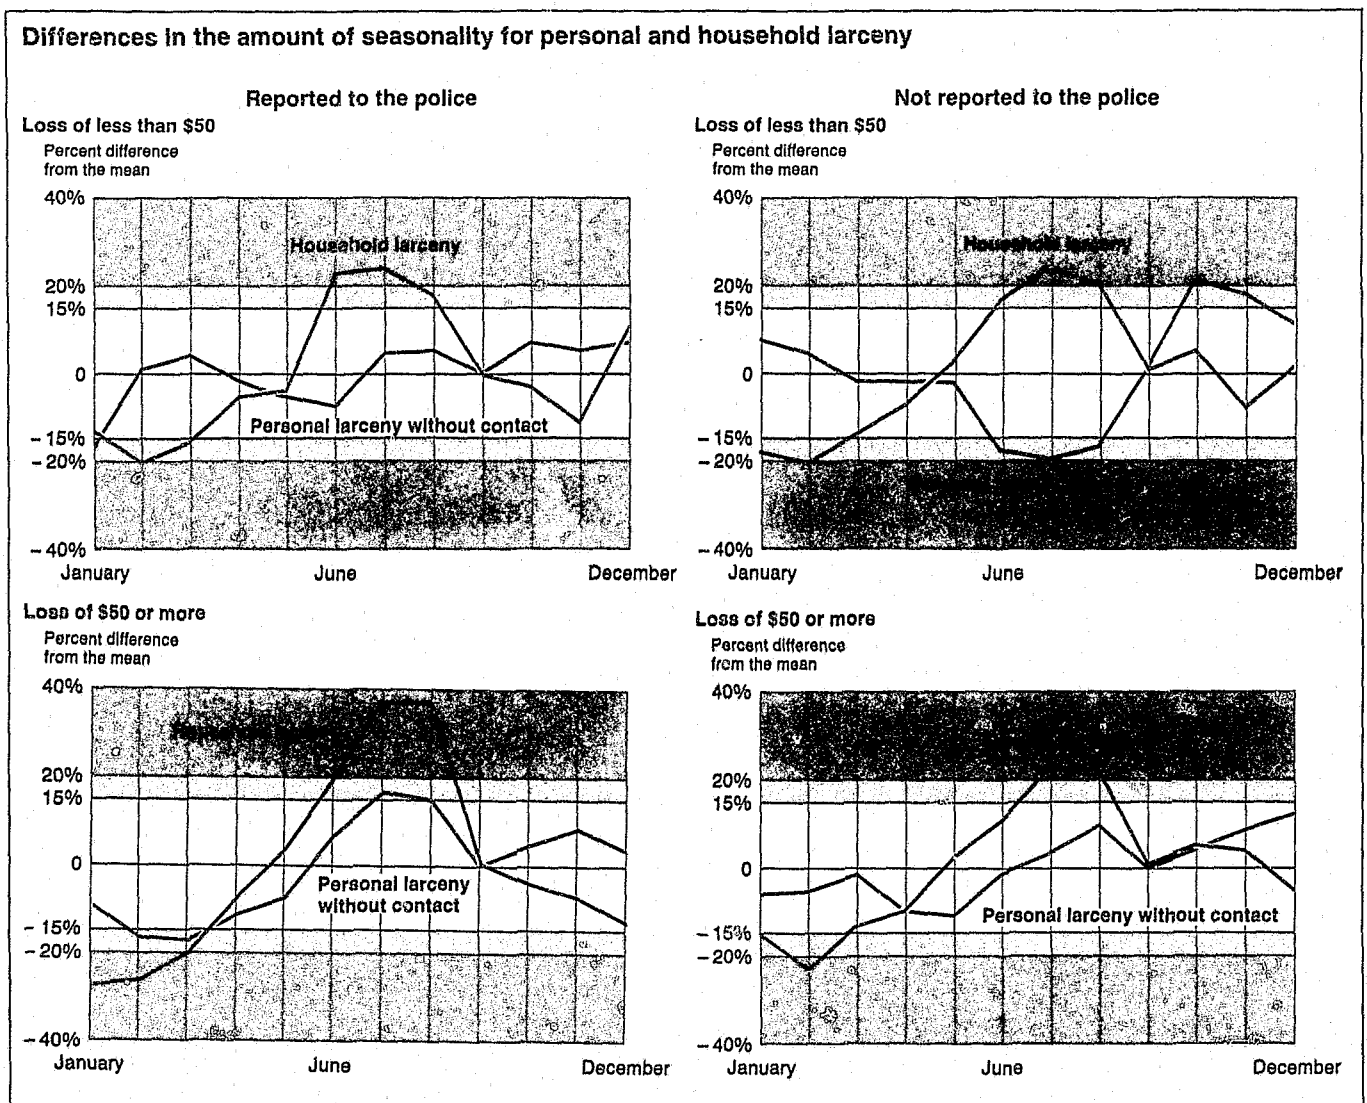 Differences in the amount of seasonality for personal and household larceny
Reported to the police
Loss of less than $50
Percent difference
from the mean
40%
Household larceny
20%
15%
0
Personal larceny without contact
-15%
-20%
-40%
January June December
Not reported to the police
Loss of less than $50
Percent difference
from the mean
40%
Household larceny
20%
15%
0
-15%
-20%
-40%
January June December
Loss of $50 or more
Percent difference
from the mean
40%
20%
15%
0
Personal larceny
without contact
-15%
-20%
-40%
January June December
Loss of $50 or more
Percent difference
from the mean
40%
20%
15%
0
Personal larceny without contact
-15%
-20%
-40%
January June December